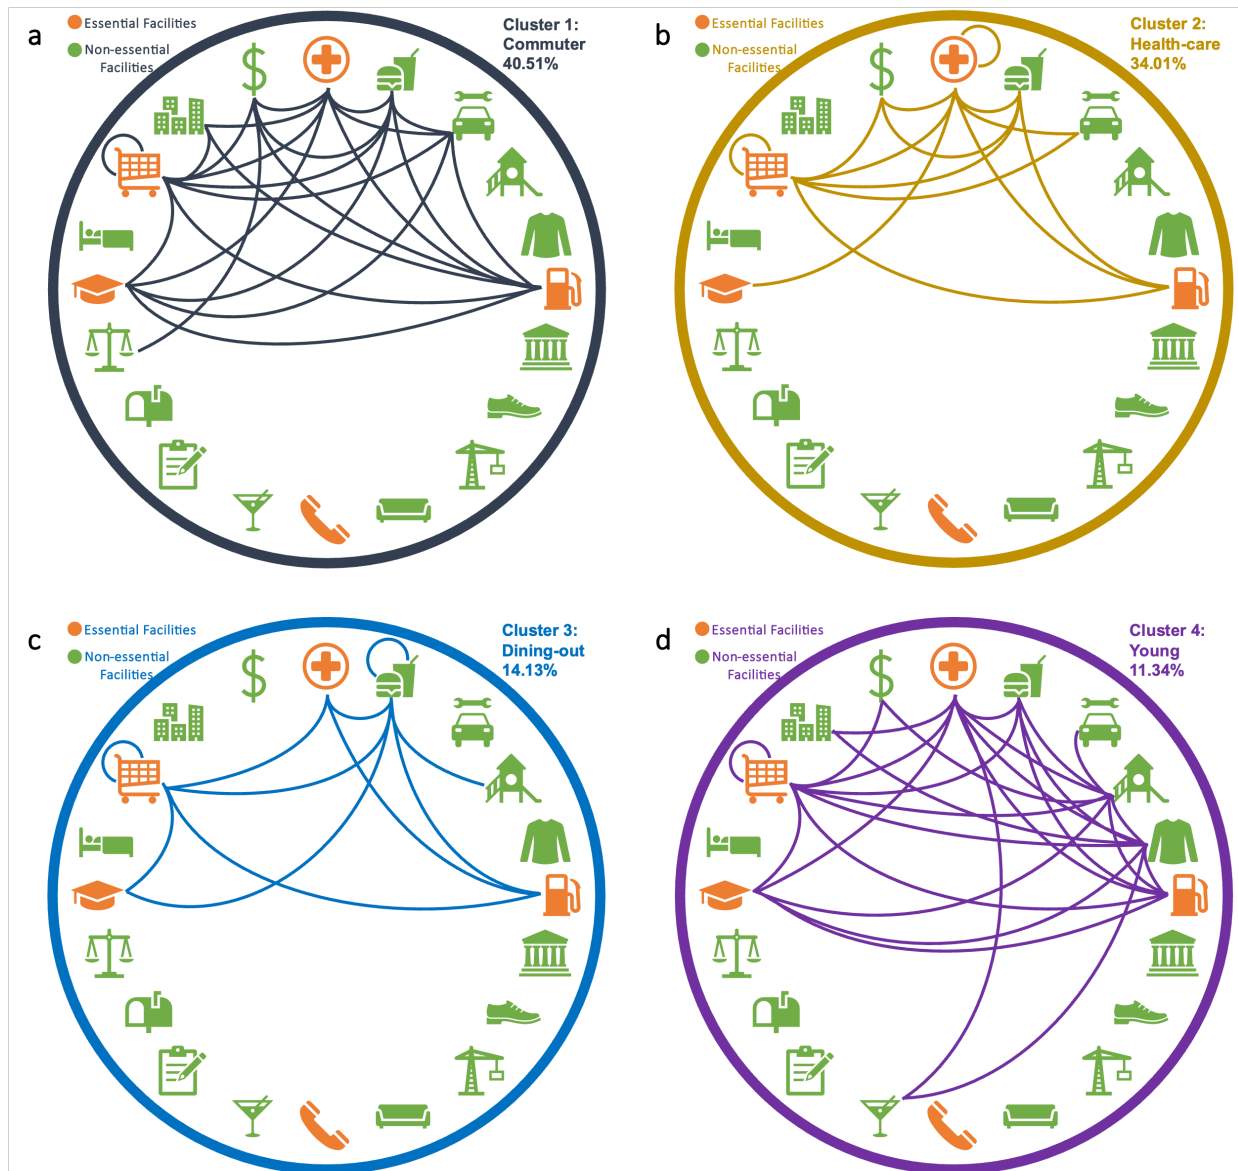 a
Essential Facilities
Non-essential
Facilities
Cluster 1:
Commuter
40.51%
b
Essential Facilities
Non-essential
Facilities
Cluster 2:
Health-care
34.01%
c
Essential Facilities
Non-essential
Facilities
Cluster 3:
Dining-out
14.13%
d
Essential Facilities
Non-essential
Facilities
Cluster 4:
Young
11.34%